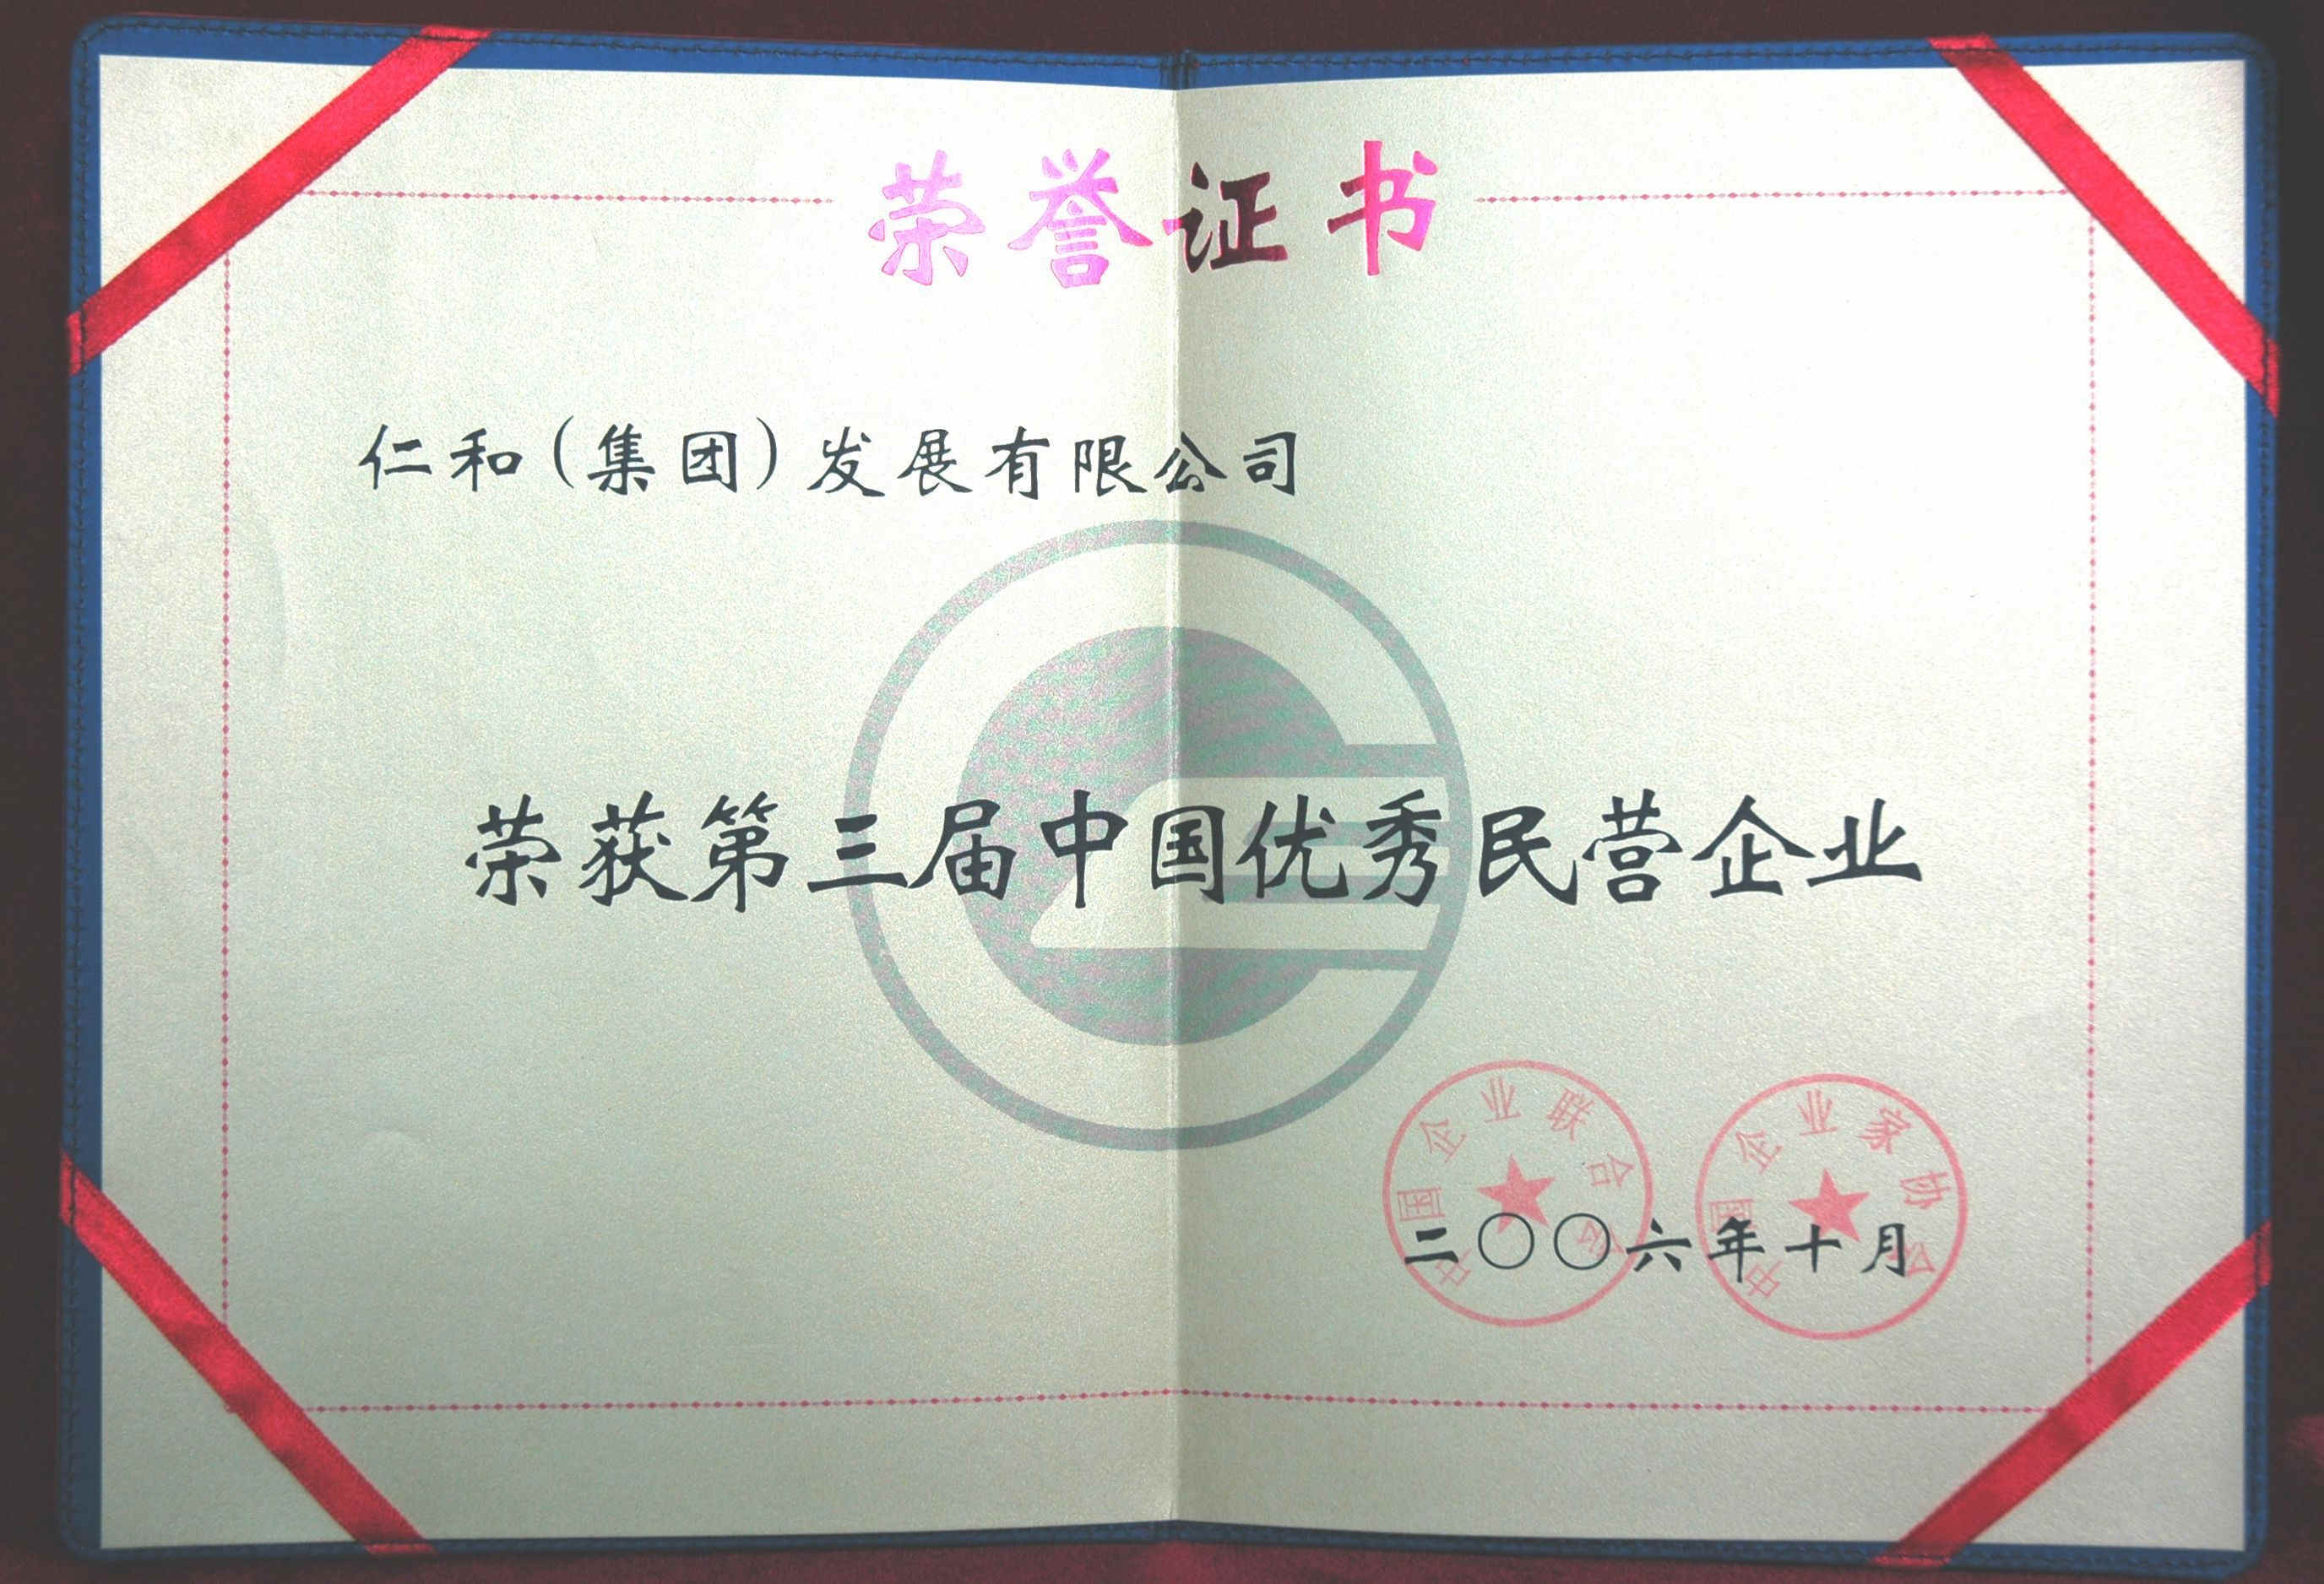 荣誉证书
仁和(集团)发展有限公司
荣获第三届中国优秀民营企业
中国企业联合会
中国企业家协会
二〇〇六年十月